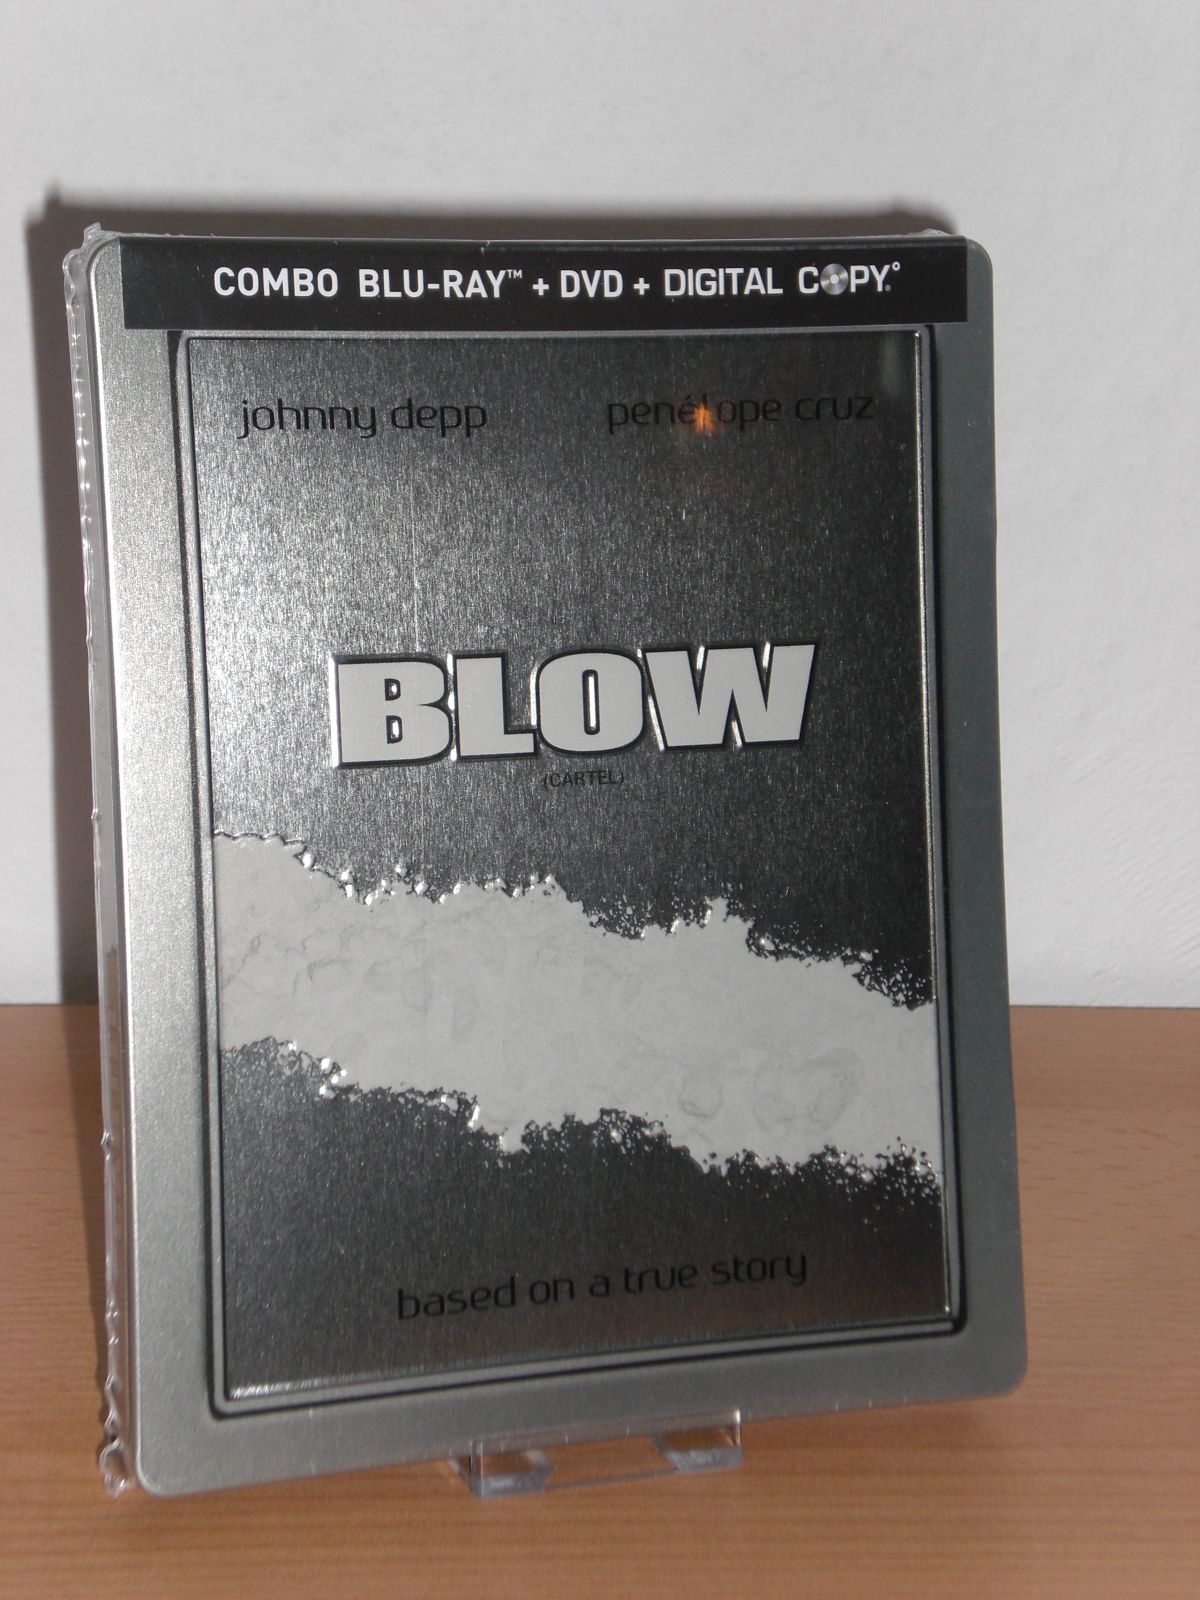 COMBO BLU-RAY™ + DVD + DIGITAL COPY
johnny depp penélope cruz
BLOW
(CARTEL)
based on a true story